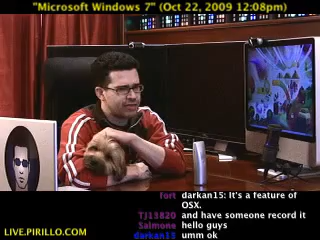 "Microsoft Windows 7" (Oct 22, 2009 12:08pm)
fort darkan15: It's a feature of
OSX.
TJ13820 and have someone record it
Salmone hello guys
LIVE.PIRILLO.COM darkan15 umm ok